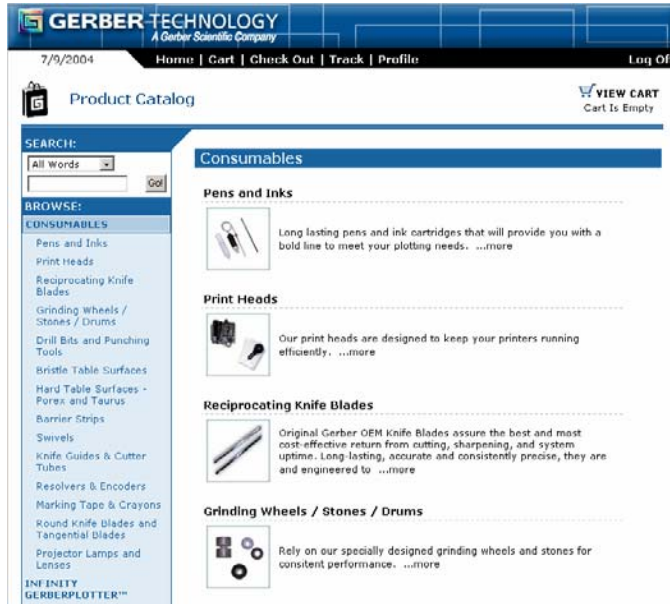 GERBER TECHNOLOGY
A Gerber Scientific Company
7/9/2004
Home | Cart | Check Out | Track | Profile
Log Of
Product Catalog
VIEW CART
Cart Is Empty
SEARCH:
All Words
Go!
BROWSE:
CONSUMABLES
Pens and Inks
Print Heads
Reciprocating Knife
Blades
Grinding Wheels /
Stones / Drums
Drill Bits and Punching
Tools
Bristle Table Surfaces
Hard Table Surfaces -
Porex and Taurus
Barrier Strips
Swivels
Knife Guides & Cutter
Tubes
Resolvers & Encoders
Marking Tape & Crayons
Round Knife Blades and
Tangential Blades
Projector Lamps and
Lenses
INFINITY
GERBERPLOTTER™
Consumables
Pens and Inks
Long lasting pens and ink cartridges that will provide you with a
bold line to meet your plotting needs. ...more
Print Heads
Our print heads are designed to keep your printers running
efficiently. ...more
Reciprocating Knife Blades
Original Gerber OEM Knife Blades assure the best and most
cost-effective return from cutting, sharpening, and system
uptime. Long-lasting, accurate and consistently precise, they are
and engineered to ...more
Grinding Wheels / Stones / Drums
Rely on our specially designed grinding wheels and stones for
consitent performance. ...more